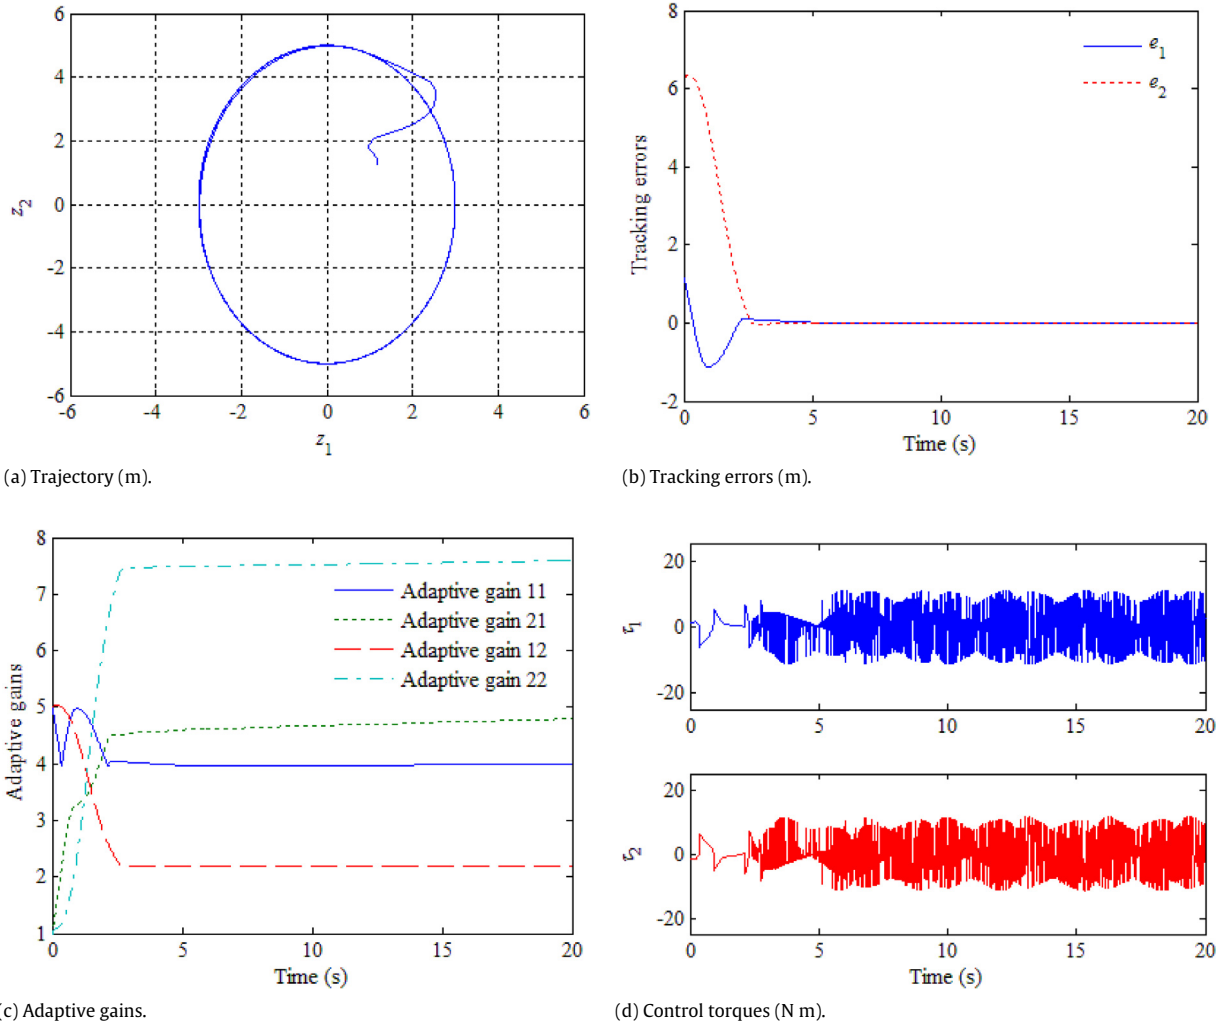 6
4
2
0
-2
-4
-6
z2
-6 -4 -2 0 2 4 6
z1
(a) Trajectory (m).
8
6
4
2
0
-2
Tracking errors
e1
e2
0 5 10 15 20
Time (s)
(b) Tracking errors (m).
8
7
6
5
4
3
2
1
Adaptive gains
Adaptive gain 11
Adaptive gain 21
Adaptive gain 12
Adaptive gain 22
0 5 10 15 20
Time (s)
(c) Adaptive gains.
20
0
-20
τ1
0 5 10 15 20
20
0
-20
τ2
0 5 10 15 20
Time (s)
(d) Control torques (N m).